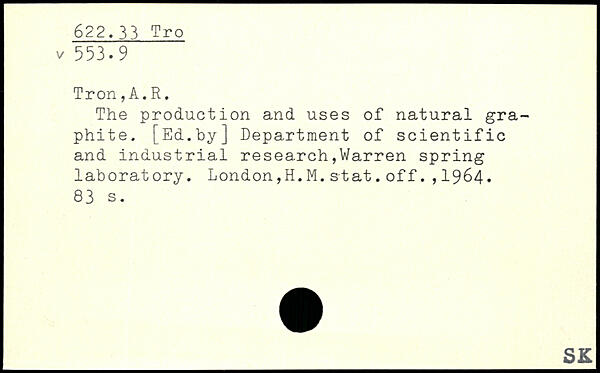 622.33 Tro
v 553.9
Tron,A.R.
The production and uses of natural gra-
phite. [Ed.by] Department of scientific
and industrial research,Warren spring
laboratory. London,H.M.stat.off.,1964.
83 s.
SK